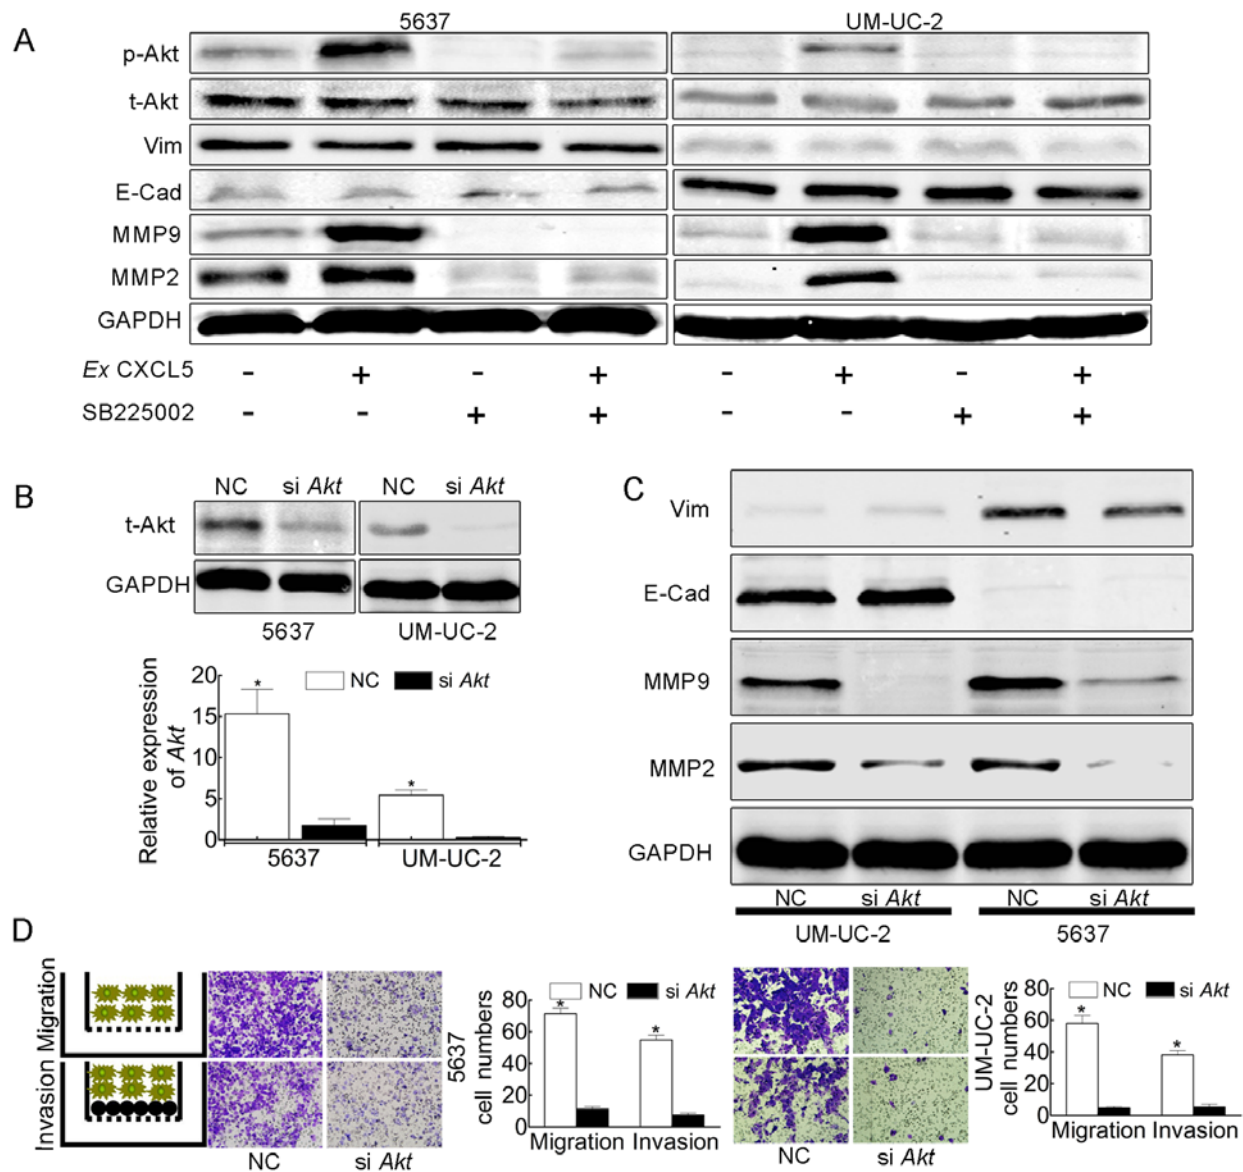 A
5637
UM-UC-2
p-Akt
t-Akt
Vim
E-Cad
MMP9
MMP2
GAPDH
Ex CXCL5 - + - + - + - +
SB225002 - - + + - - + +
B
NC si Akt NC si Akt
t-Akt
GAPDH
5637 UM-UC-2
Relative expression
of Akt
20
15
10
5
0
* *
NC si Akt
5637 UM-UC-2
C
Vim
E-Cad
MMP9
MMP2
GAPDH
NC si Akt NC si Akt
UM-UC-2 5637
D
Migration
Invasion
NC si Akt
5637
cell numbers
80
60
40
20
0
NC si Akt
* *
Migration Invasion
NC si Akt
UM-UC-2
cell numbers
80
60
40
20
0
NC si Akt
* *
Migration Invasion